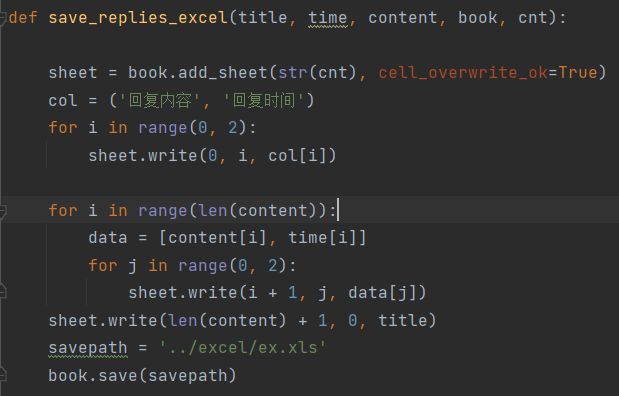 def save_replies_excel(title, time, content, book, cnt):
sheet = book.add_sheet(str(cnt), cell_overwrite_ok=True)
col = ('回复内容', '回复时间')
for i in range(0, 2):
sheet.write(0, i, col[i])
for i in range(len(content)):
data = [content[i], time[i]]
for j in range(0, 2):
sheet.write(i + 1, j, data[j])
sheet.write(len(content) + 1, 0, title)
savepath = '../excel/ex.xls'
book.save(savepath)